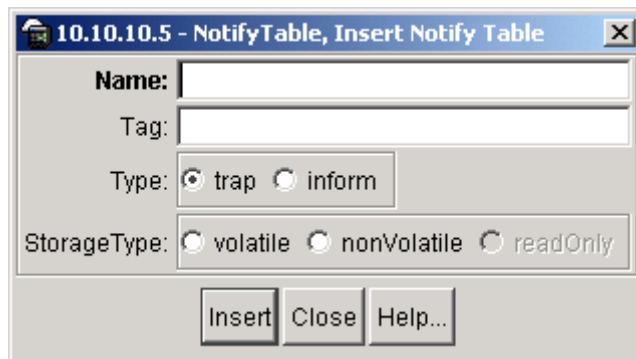 10.10.10.5 - NotifyTable, Insert Notify Table
Name:
Tag:
Type: trap inform
StorageType: volatile nonVolatile readOnly
Insert Close Help...